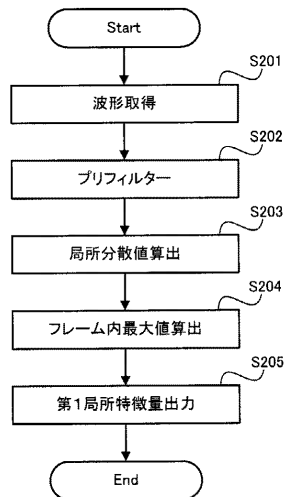 Start
S201
波形取得
S202
プリフィルター
S203
局所分散値算出
S204
フレーム内最大値算出
S205
第1局所特徴量出力
End